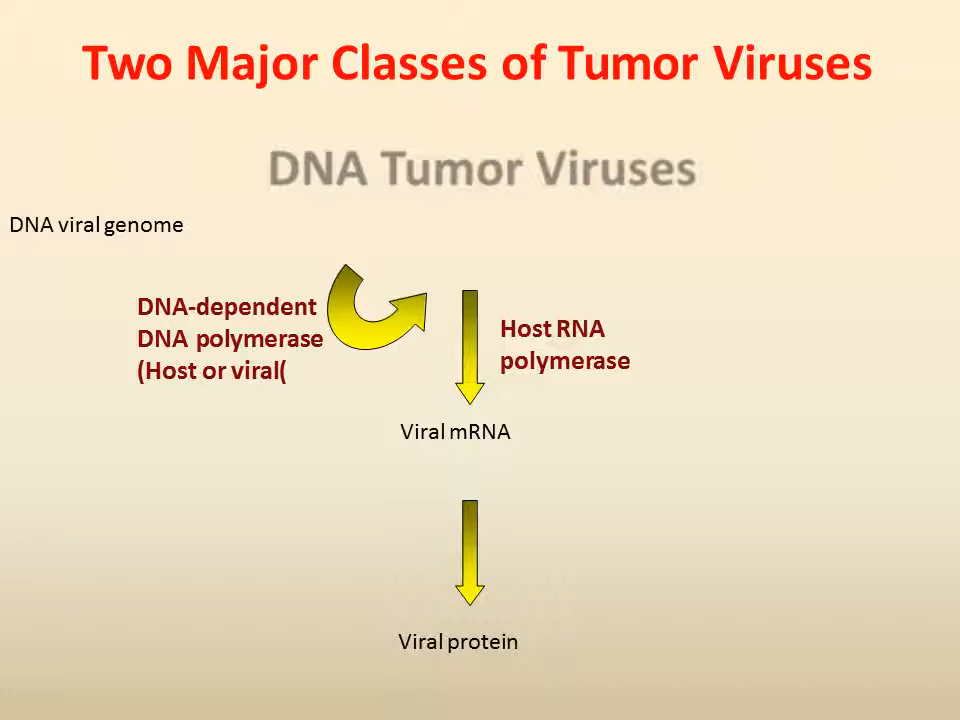 Two Major Classes of Tumor Viruses
DNA Tumor Viruses
DNA viral genome
DNA-dependent
DNA polymerase
(Host or viral(
Host RNA
polymerase
Viral mRNA
Viral protein